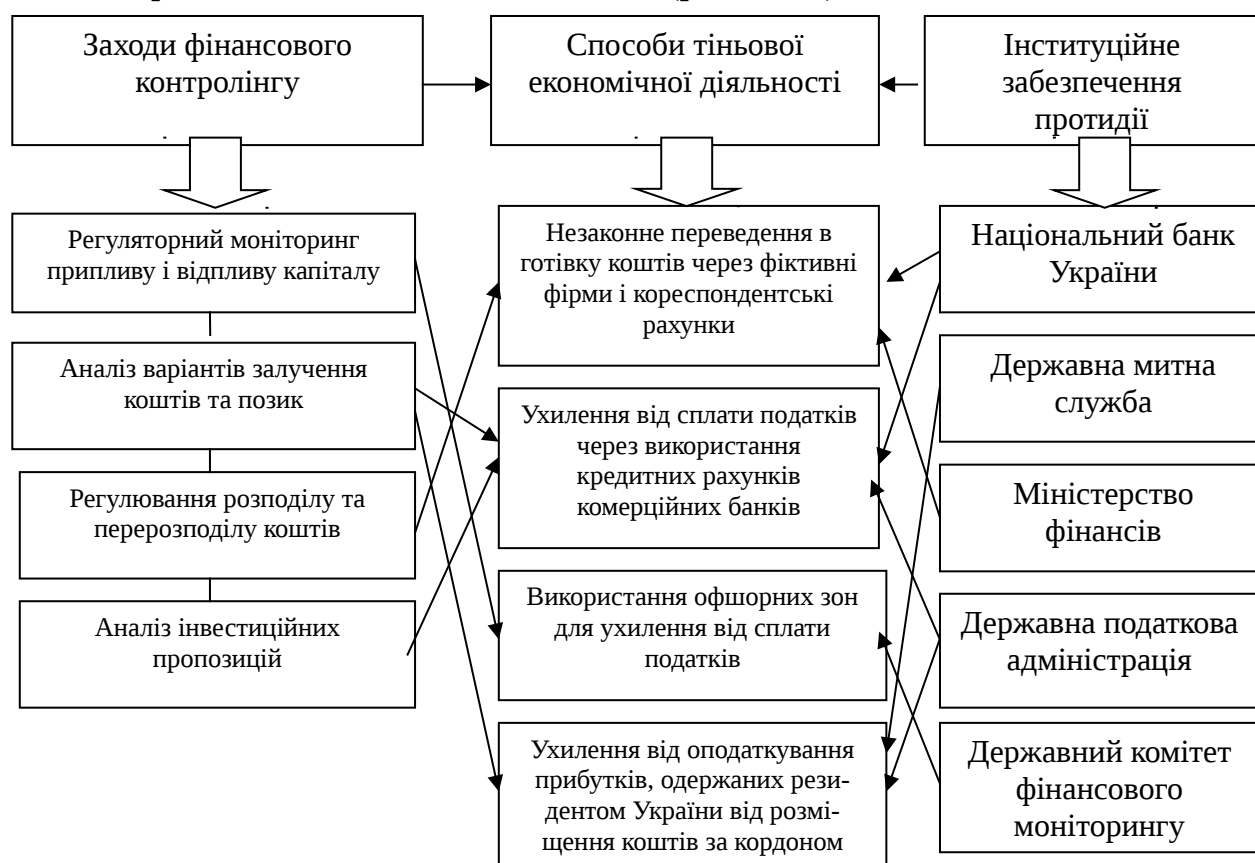 Заходи фінансового
контролінгу
Способи тіньової
економічної діяльності
Інституційне
забезпечення
протидії
Регуляторний моніторинг
припливу і відпливу капіталу
Аналіз варіантів залучення
коштів та позик
Регулювання розподілу та
перерозподілу коштів
Аналіз інвестиційних
пропозицій
Незаконне переведення в
готівку коштів через фіктивні
фірми і кореспондентські
рахунки
Ухилення від сплати податків
через використання
кредитних рахунків
комерційних банків
Використання офшорних зон
для ухилення від сплати
податків
Ухилення від оподаткування
прибутків, одержаних рези-
дентом України від розмі-
щення коштів за кордоном
Національний банк
України
Державна митна
служба
Міністерство
фінансів
Державна податкова
адміністрація
Державний комітет
фінансового
моніторингу